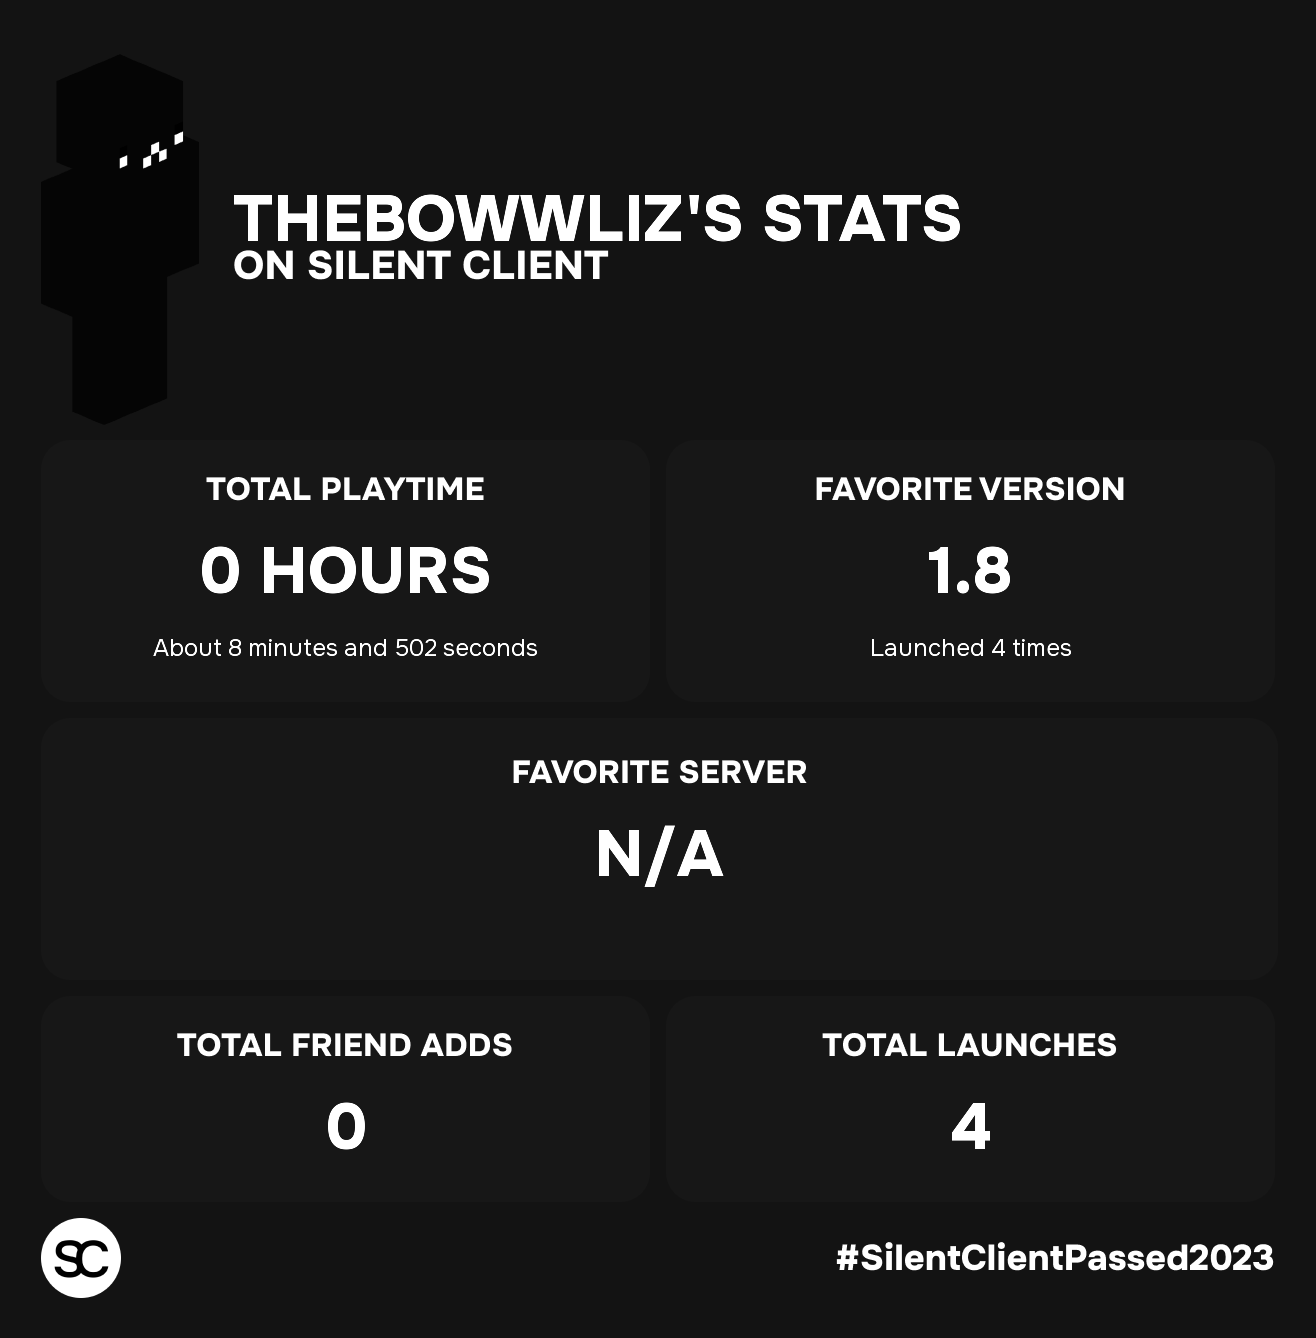 THEBOWWLIZ'S STATS
ON SILENT CLIENT
TOTAL PLAYTIME
0 HOURS
About 8 minutes and 502 seconds
FAVORITE VERSION
1.8
Launched 4 times
FAVORITE SERVER
N/A
TOTAL FRIEND ADDS
0
TOTAL LAUNCHES
4
SC
#SilentClientPassed2023